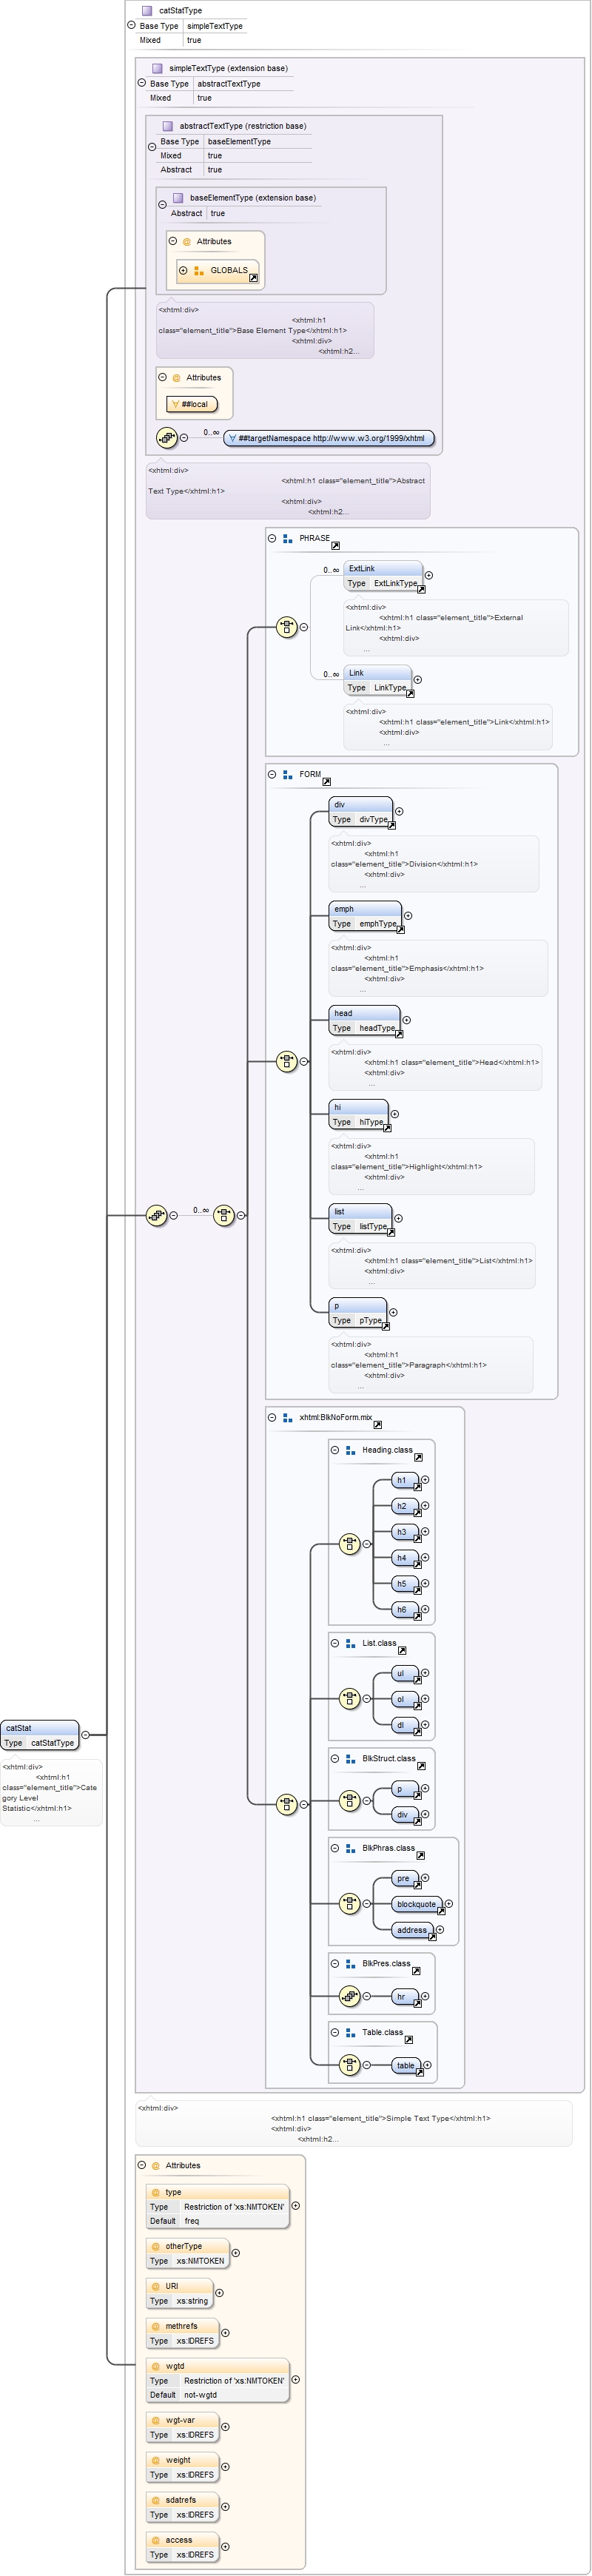 catStatType
Base Type simpleTextType
Mixed true
simpleTextType (extension base)
Base Type abstractTextType
Mixed true
abstractTextType (restriction base)
Base Type baseElementType
Mixed true
Abstract true
baseElementType (extension base)
Abstract true
@ Attributes
GLOBALS
<xhtml:div>
<xhtml:h1
class="element_title">Base Element Type</xhtml:h1>
<xhtml:div>
<xhtml:h2...
@ Attributes
##local
0..∞
##targetNamespace http://www.w3.org/1999/xhtml
<xhtml:div>
<xhtml:h1 class="element_title">Abstract
Text Type</xhtml:h1>
<xhtml:div>
<xhtml:h2...
PHRASE
0..∞
ExtLink
Type ExtLinkType
<xhtml:div>
<xhtml:h1 class="element_title">External
Link</xhtml:h1>
<xhtml:div>
...
0..∞
Link
Type LinkType
<xhtml:div>
<xhtml:h1 class="element_title">Link</xhtml:h1>
<xhtml:div>
...
FORM
div
Type divType
<xhtml:div>
<xhtml:h1
class="element_title">Division</xhtml:h1>
<xhtml:div>
...
emph
Type emphType
<xhtml:div>
<xhtml:h1
class="element_title">Emphasis</xhtml:h1>
<xhtml:div>
...
head
Type headType
<xhtml:div>
<xhtml:h1 class="element_title">Head</xhtml:h1>
<xhtml:div>
...
hi
Type hiType
<xhtml:div>
<xhtml:h1
class="element_title">Highlight</xhtml:h1>
<xhtml:div>
...
0..∞
list
Type listType
<xhtml:div>
<xhtml:h1 class="element_title">List</xhtml:h1>
<xhtml:div>
...
p
Type pType
<xhtml:div>
<xhtml:h1
class="element_title">Paragraph</xhtml:h1>
<xhtml:div>
...
xhtml:BlkNoForm.mix
Heading.class
h1
h2
h3
h4
h5
h6
List.class
ul
ol
dl
catStat
Type catStatType
<xhtml:div>
<xhtml:h1
class="element_title">Cate
gory Level
Statistic</xhtml:h1>
...
BlkStruct.class
p
div
BlkPhras.class
pre
blockquote
address
BlkPres.class
hr
Table.class
table
<xhtml:div>
<xhtml:h1 class="element_title">Simple Text Type</xhtml:h1>
<xhtml:div>
<xhtml:h2...
@ Attributes
@ type
Type Restriction of 'xs:NMTOKEN'
Default freq
@ otherType
Type xs:NMTOKEN
@ URI
Type xs:string
@ methrefs
Type xs:IDREFS
@ wgtd
Type Restriction of 'xs:NMTOKEN'
Default not-wgtd
@ wgt-var
Type xs:IDREFS
@ weight
Type xs:IDREFS
@ sdatrefs
Type xs:IDREFS
@ access
Type xs:IDREFS